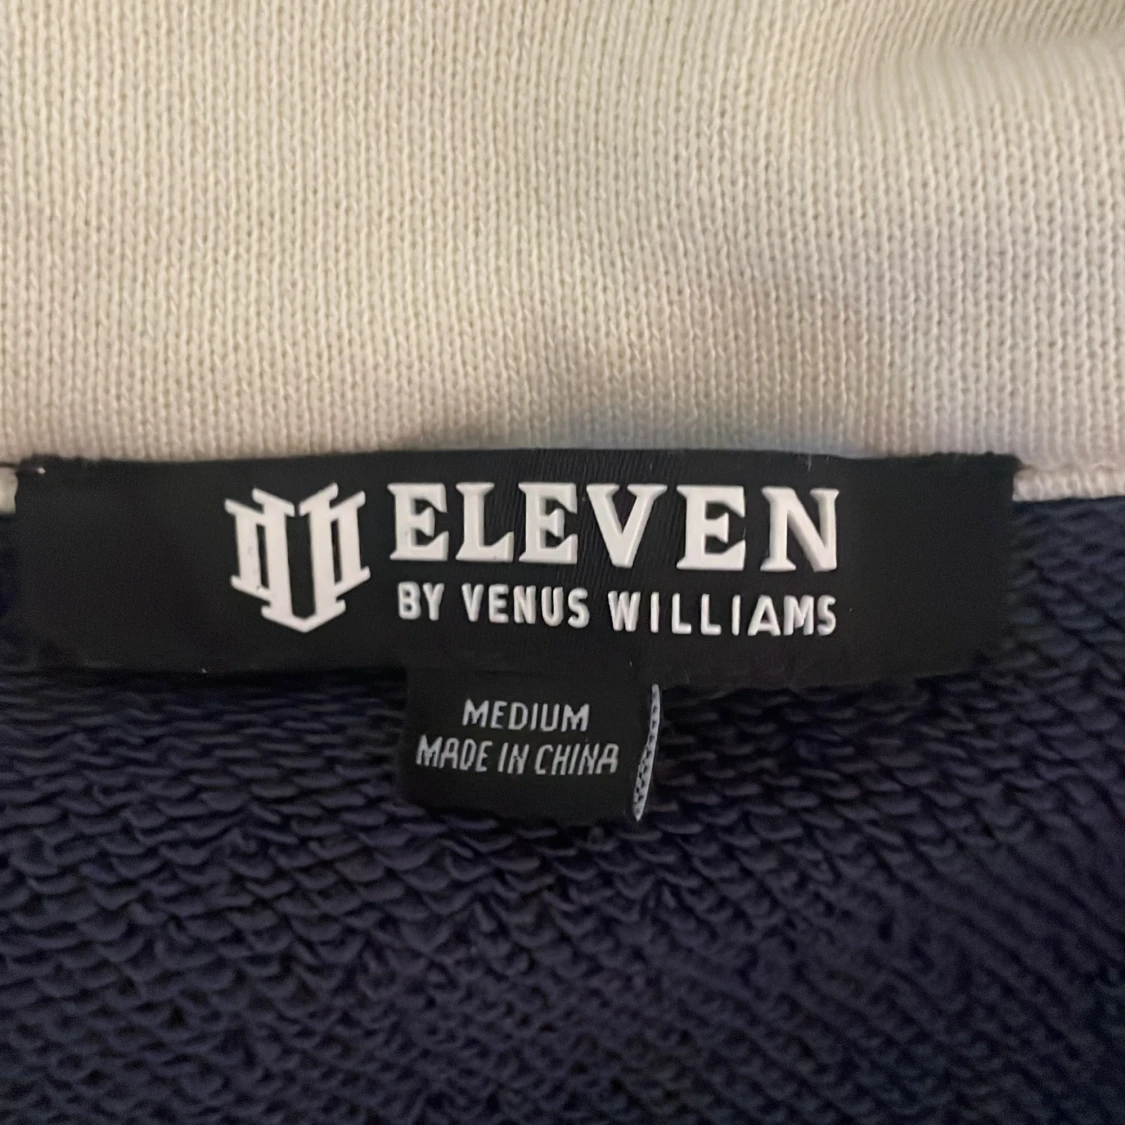 ELEVEN
BY VENUS WILLIAMS
MEDIUM
MADE IN CHINA